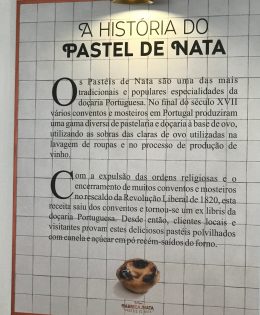 A HISTÓRIA DO
PASTEL DE NATA
Os Pastéis de Nata são uma das mais
tradicionais e populares especialidades da
doçaria Portuguesa. No final do século XVII
vários conventos e mosteiros em Portugal produziram
uma gama diversa de pastelaria e doçaria à base de ovo,
utilizando as sobras das claras de ovo utilizadas na
lavagem de roupas e no processo de produção de
vinho.
Com a expulsão das ordens religiosas e o
encerramento de muitos conventos e mosteiros
no rescaldo da Revolução Liberal de 1820, esta
receita saiu dos conventos e tornou-se um ex libris da
doçaria Portuguesa. Desde então, clientes locais e
visitantes provam estes deliciosos pastéis polvilhados
com canela e açúcar em pó recém-saídos do forno.
FÁBRICA DA NATA